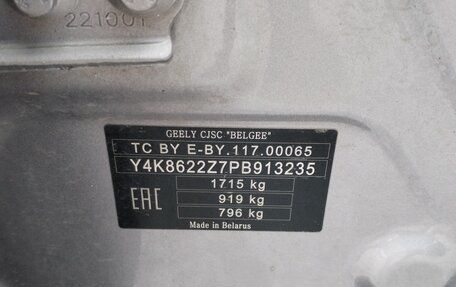 221001
GEELY CJSC "BELGEE"
TC BY E-BY.117.00065
Y4K8622Z7PB913235
1715 kg
919 kg
EAC
796 kg
Made in Belarus